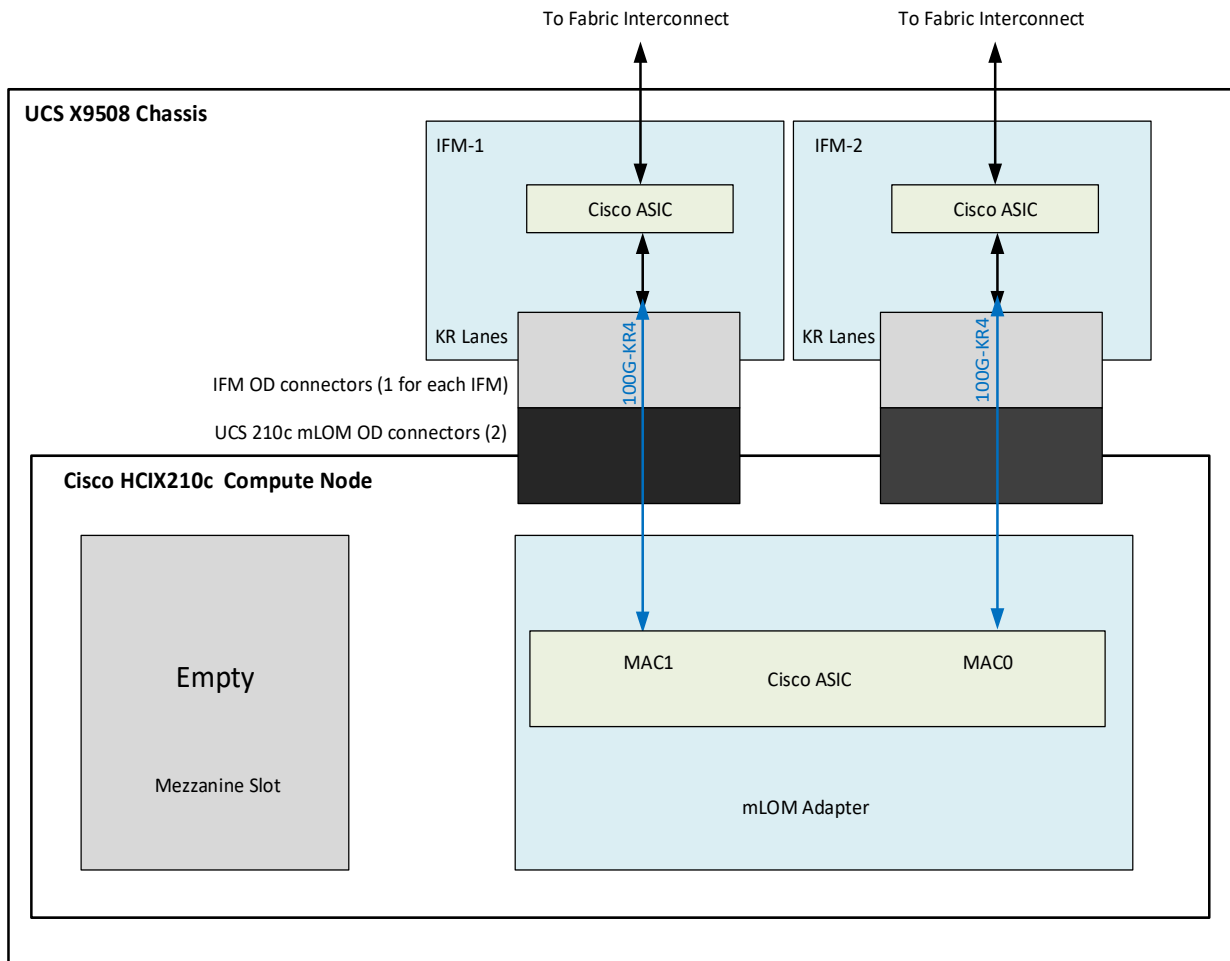 To Fabric Interconnect
To Fabric Interconnect
UCS X9508 Chassis
IFM-1
IFM-2
Cisco ASIC
Cisco ASIC
KR Lanes
100G-KR4
KR Lanes
100G-KR4
IFM OD connectors (1 for each IFM)
UCS 210c mLOM OD connectors (2)
Cisco HCIX210c  Compute Node
MAC1
MAC0
Cisco ASIC
Empty
Mezzanine Slot
mLOM Adapter